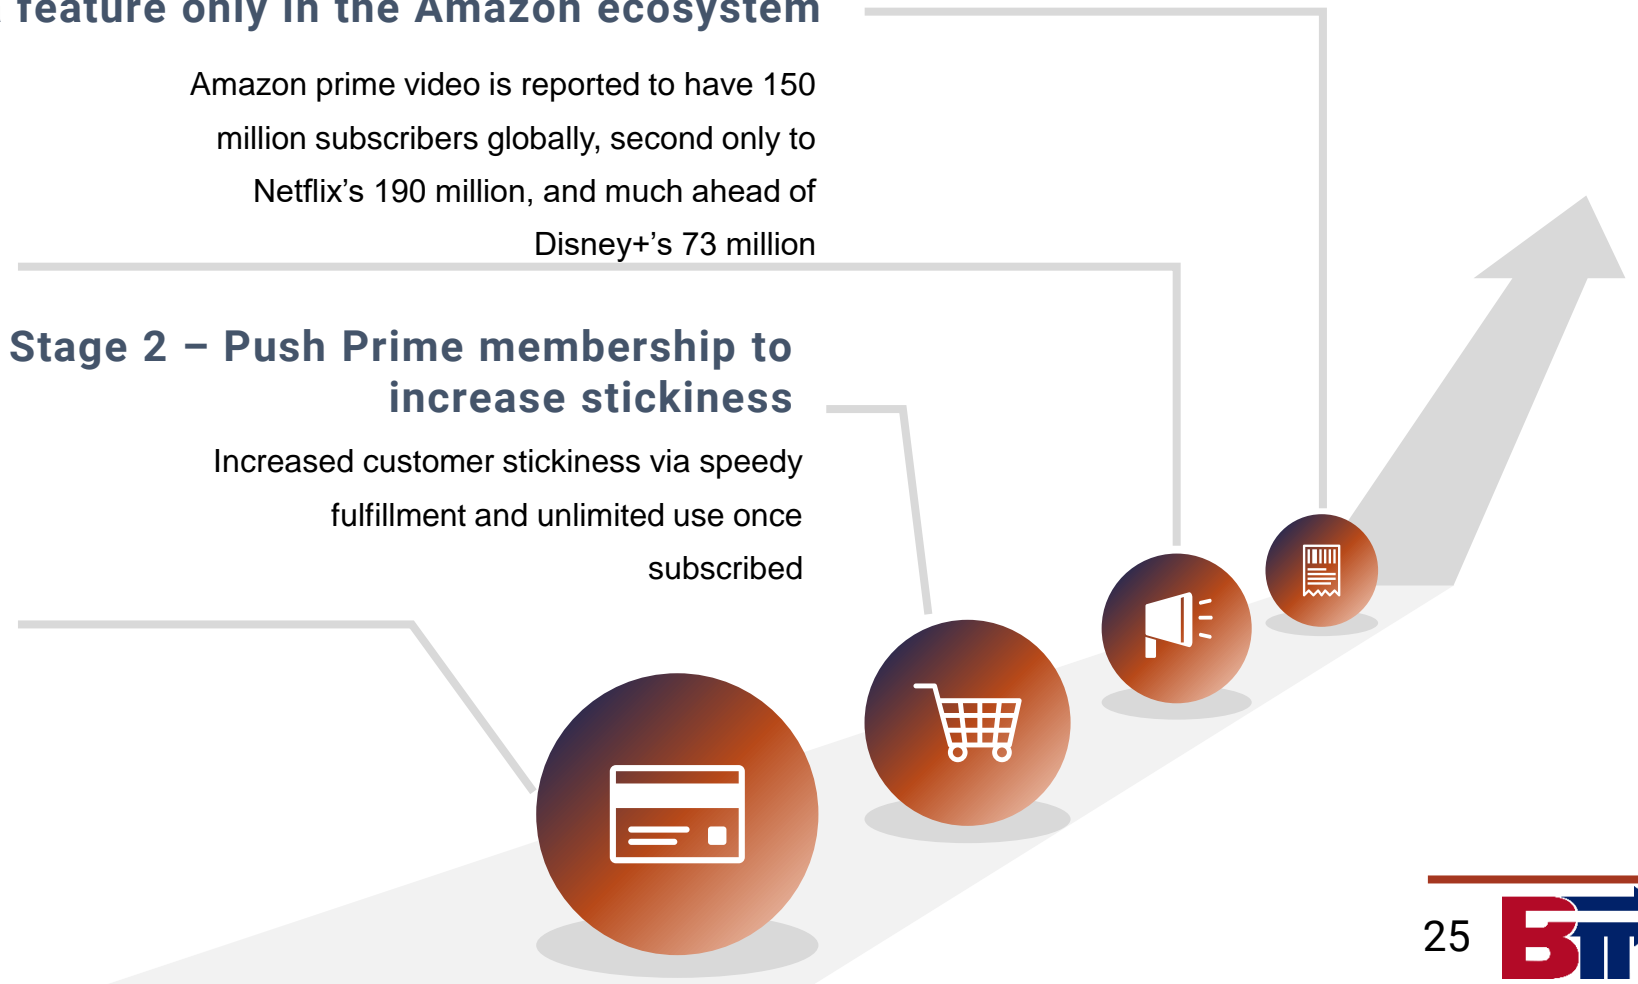 feature only in the Amazon ecosystem
Amazon prime video is reported to have 150
million subscribers globally, second only to
Netflix's 190 million, and much ahead of
Disney+'s 73 million
Stage 2 – Push Prime membership to
increase stickiness
Increased customer stickiness via speedy
fulfillment and unlimited use once
subscribed
25